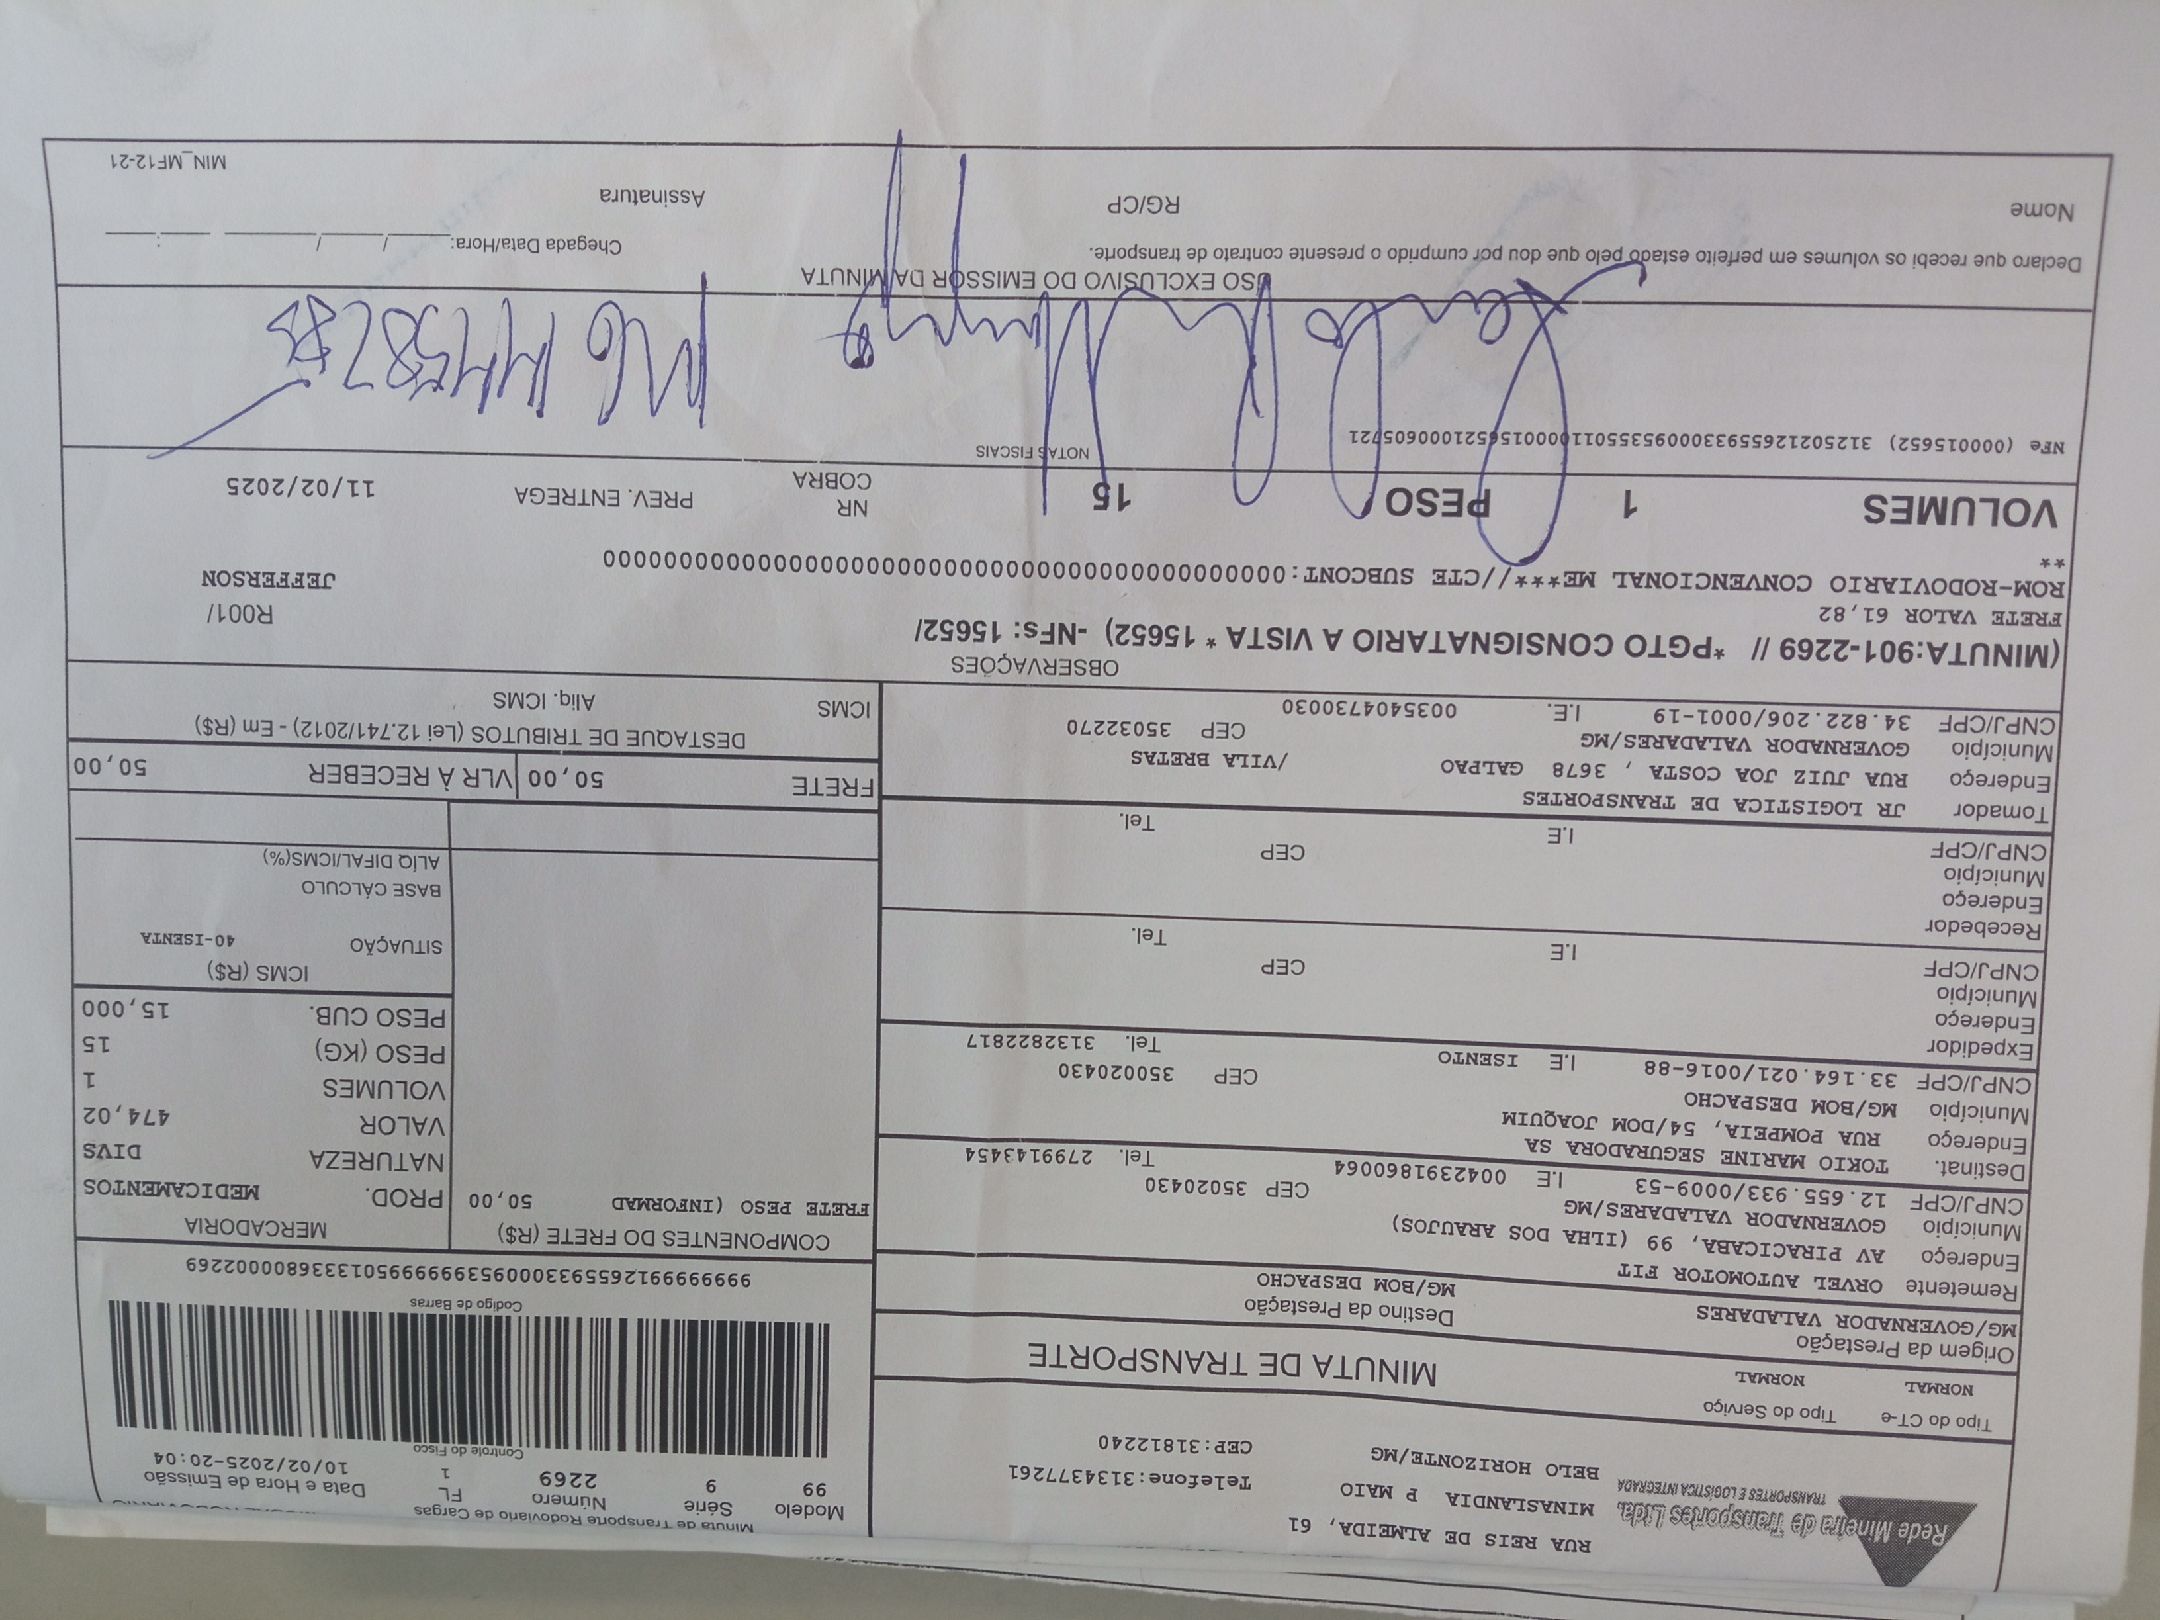 Rede Mineira de Transportes Ltda.
TRANSPORTES E LOGÍSTICA INTEGRADA
RUA REIS DE ALMEIDA, 61
MINASLANDIA P MAIO Telefone:3134377261
BELO HORIZONTE/MG CEP:31812240
Minuta de Transporte Rodoviario de Cargas
Modelo Série Número FL Data e Hora de Emissão
99 9 2269 1 10/02/2025-20:04
Controle do Fisco
Tipo do CT-e Tipo do Serviço
NORMAL NORMAL
MINUTA DE TRANSPORTE
Origem da Prestação Destino da Prestação
MG/GOVERNADOR VALADARES MG/BOM DESPACHO
Codigo de Barras
Remetente ORVEL AUTOMOTOR FIT
Endereço AV PIRACICABA, 99 (ILHA DOS ARAUJOS)
Município GOVERNADOR VALADARES/MG CEP 35020430
CNPJ/CPF 12.655.933/0009-53 I.E 0042391860064 Tel. 2799143454
Destinat. TOKIO MARINE SEGURADORA SA
Endereço RUA POMPEIA, 54/DOM JOAQUIM
Município MG/BOM DESPACHO CEP 350020430
CNPJ/CPF 33.164.021/0016-88 I.E ISENTO Tel. 3132822817
Expedidor
Endereço
Município CEP
CNPJ/CPF I.E Tel.
Recebedor
Endereço
Município CEP
CNPJ/CPF I.E Tel.
Tomador JR LOGISTICA DE TRANSPORTES
Endereço RUA JUIZ JOA COSTA , 3678 GALPAO /VILA BRETAS
Município GOVERNADOR VALADARES/MG CEP 35032270
CNPJ/CPF 34.822.206/0001-19 I.E. 003540730030
COMPONENTES DO FRETE (R$)
FRETE PESO (INFORMAD 50,00
MERCADORIA
PROD. MEDICAMENTOS
NATUREZA DIVS
VALOR 474,02
VOLUMES 1
PESO (KG) 15
PESO CUB. 15,000
ICMS (R$)
SITUAÇÃO 40-ISENTA
BASE CÁLCULO
ALÍQ DIFAL/ICMS(%)
FRETE 50,00 VLR À RECEBER 50,00
DESTAQUE DE TRIBUTOS (Lei 12.741/2012) - Em (R$)
ICMS Aliq. ICMS
OBSERVAÇÕES
(MINUTA:901-2269 // *PGTO CONSIGNATARIO A VISTA * 15652) -NFs: 15652/
FRETE VALOR 61,82 R001/
ROM-RODOVIARIO CONVENCIONAL ME****//CTE SUBCONT:00000000000000000000000000000000000000000000 JEFFERSON
**
VOLUMES 1 PESO 15 NR COBRA PREV. ENTREGA 11/02/2025
NOTAS FISCAIS
NFe (000015652)
USO EXCLUSIVO DO EMISSOR DA MINUTA
Declaro que recebi os volumes em perfeito estado pelo que dou por cumprido o presente contrato de transporte. Chegada Data/Hora: ____/____/______ ___:___
Nome RG/CP Assinatura
MIN_MF12-21